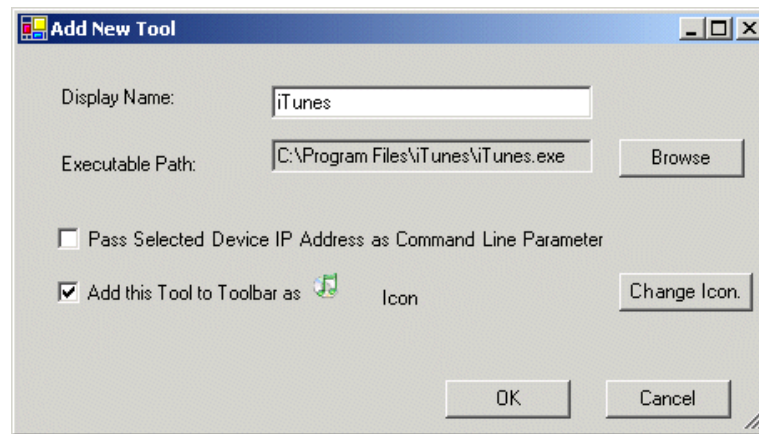 Add New Tool
Display Name: iTunes
Executable Path: C:\Program Files\iTunes\iTunes.exe Browse
Pass Selected Device IP Address as Command Line Parameter
Add this Tool to Toolbar as Icon Change Icon.
OK Cancel